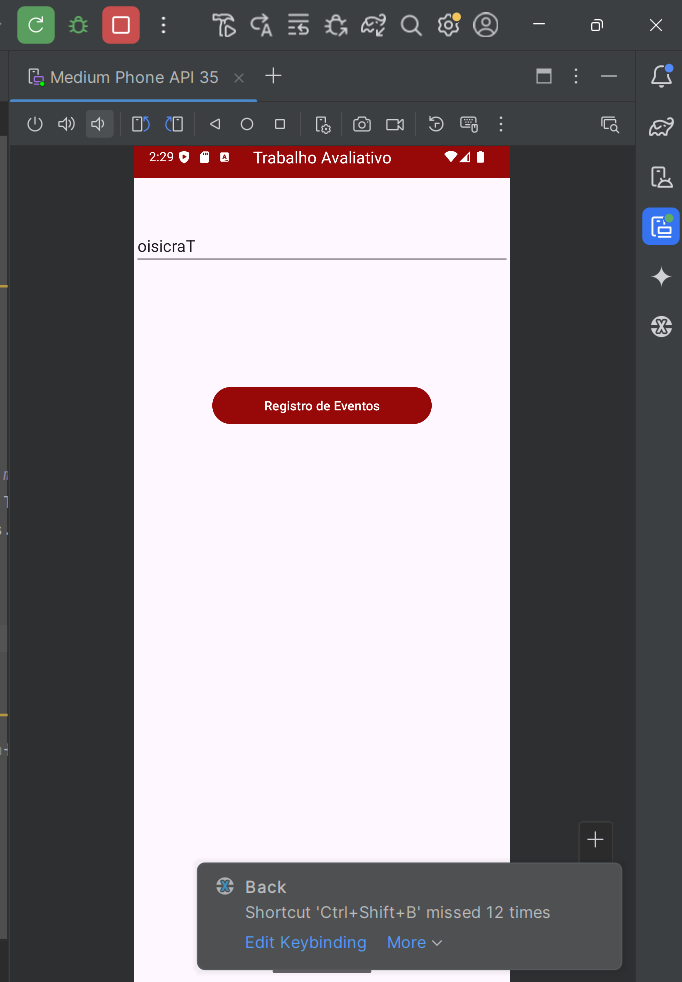 Medium Phone API 35
2:29
Trabalho Avaliativo
oisicraT
Registro de Eventos
Back
Shortcut 'Ctrl+Shift+B' missed 12 times
Edit Keybinding More